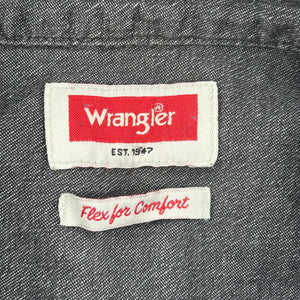 Wrangler®
EST. 1947
Flex for Comfort